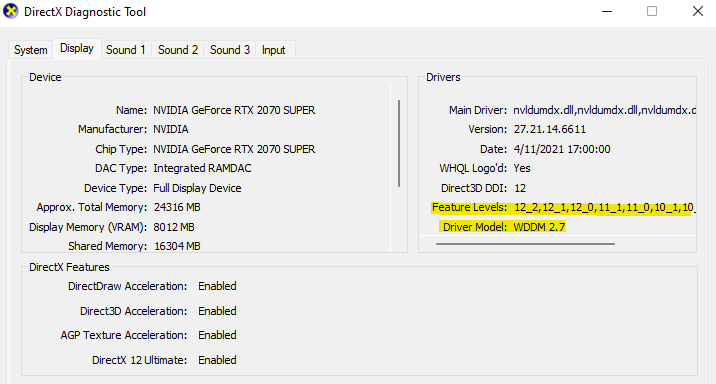 DirectX Diagnostic Tool
System Display Sound 1 Sound 2 Sound 3 Input
Device
Name: NVIDIA GeForce RTX 2070 SUPER
Manufacturer: NVIDIA
Chip Type: NVIDIA GeForce RTX 2070 SUPER
DAC Type: Integrated RAMDAC
Device Type: Full Display Device
Approx. Total Memory: 24316 MB
Display Memory (VRAM): 8012 MB
Shared Memory: 16304 MB
Drivers
Main Driver: nvldumdx.dll,nvldumdx.dll,nvldumdx.d
Version: 27.21.14.6611
Date: 4/11/2021 17:00:00
WHQL Logo'd: Yes
Direct3D DDI: 12
Feature Levels: 12_2,12_1,12_0,11_1,11_0,10_1,10_
Driver Model: WDDM 2.7
DirectX Features
DirectDraw Acceleration: Enabled
Direct3D Acceleration: Enabled
AGP Texture Acceleration: Enabled
DirectX 12 Ultimate: Enabled